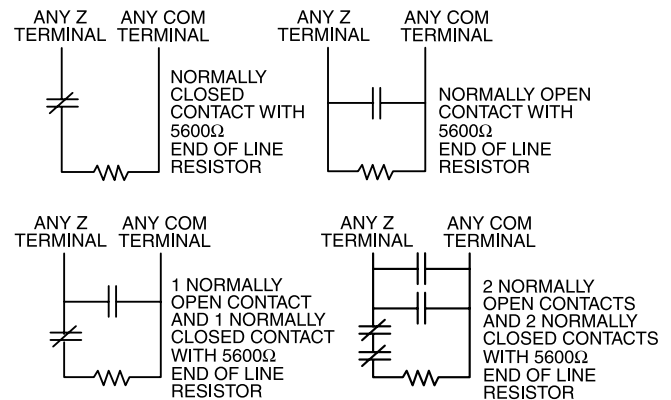 ANY Z
TERMINAL
ANY COM
TERMINAL
NORMALLY
CLOSED
CONTACT WITH
5600Ω
END OF LINE
RESISTOR
ANY Z
TERMINAL
ANY COM
TERMINAL
NORMALLY OPEN
CONTACT WITH
5600Ω
END OF LINE
RESISTOR
ANY Z
TERMINAL
ANY COM
TERMINAL
1 NORMALLY
OPEN CONTACT
AND 1 NORMALLY
CLOSED CONTACT
WITH 5600Ω
END OF LINE
RESISTOR
ANY Z
TERMINAL
ANY COM
TERMINAL
2 NORMALLY
OPEN CONTACTS
AND 2 NORMALLY
CLOSED CONTACTS
WITH 5600Ω
END OF LINE
RESISTOR